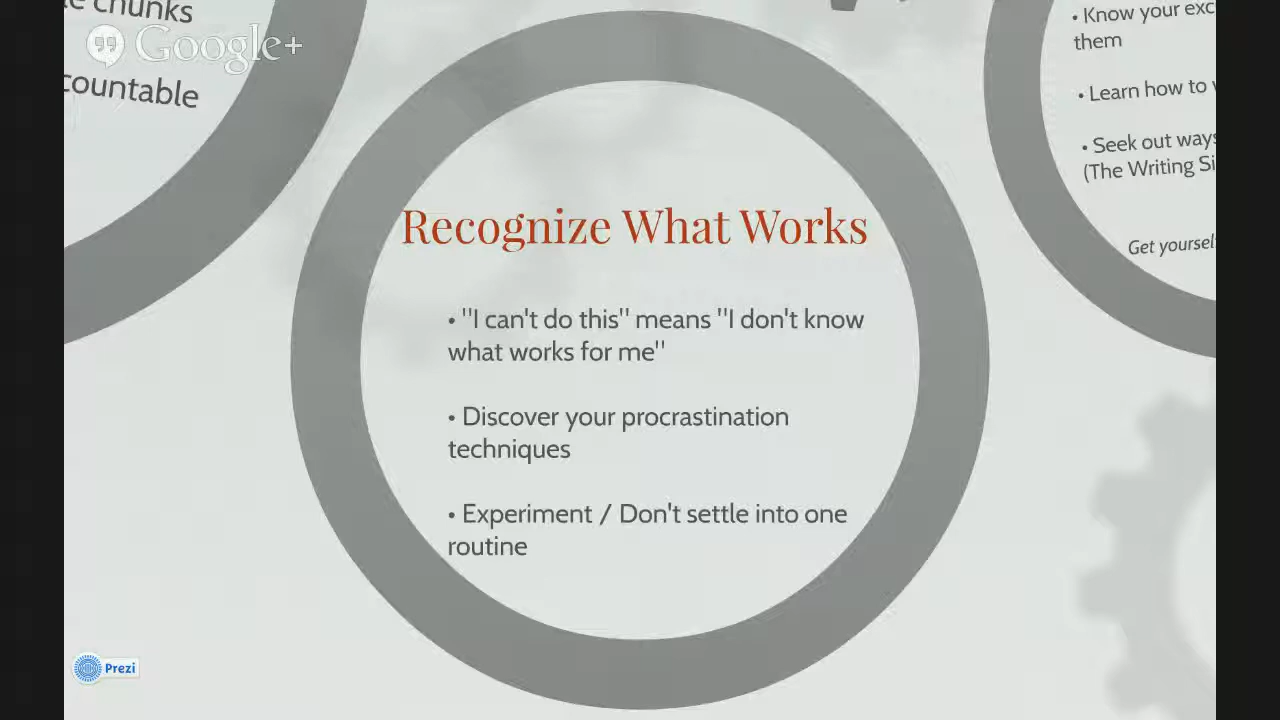 chunks
Google+
countable
• Know your exc
them
• Learn how to
• Seek out ways
(The Writing Si
Get yoursel
Recognize What Works
• "I can't do this" means "I don't know
what works for me"
• Discover your procrastination
techniques
• Experiment / Don't settle into one
routine
Prezi